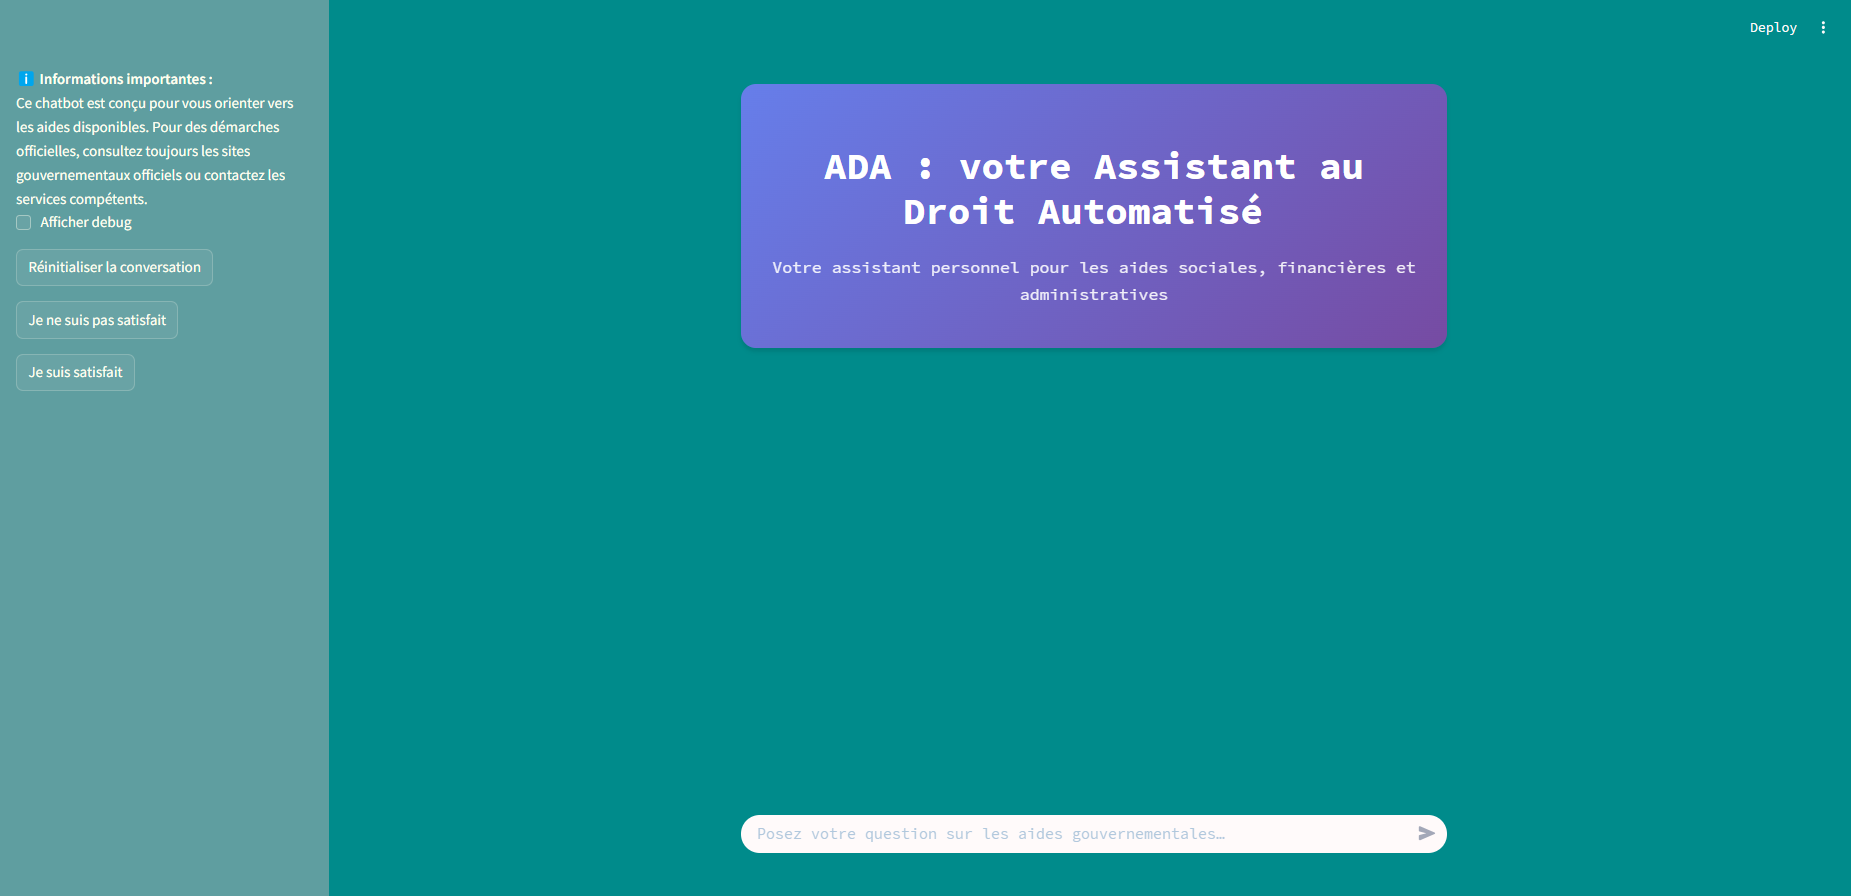 Deploy
ℹ️ Informations importantes :
Ce chatbot est conçu pour vous orienter vers
les aides disponibles. Pour des démarches
officielles, consultez toujours les sites
gouvernementaux officiels ou contactez les
services compétents.
Afficher debug
Réinitialiser la conversation
Je ne suis pas satisfait
Je suis satisfait
ADA : votre Assistant au
Droit Automatisé
Votre assistant personnel pour les aides sociales, financières et
administratives
Posez votre question sur les aides gouvernementales…